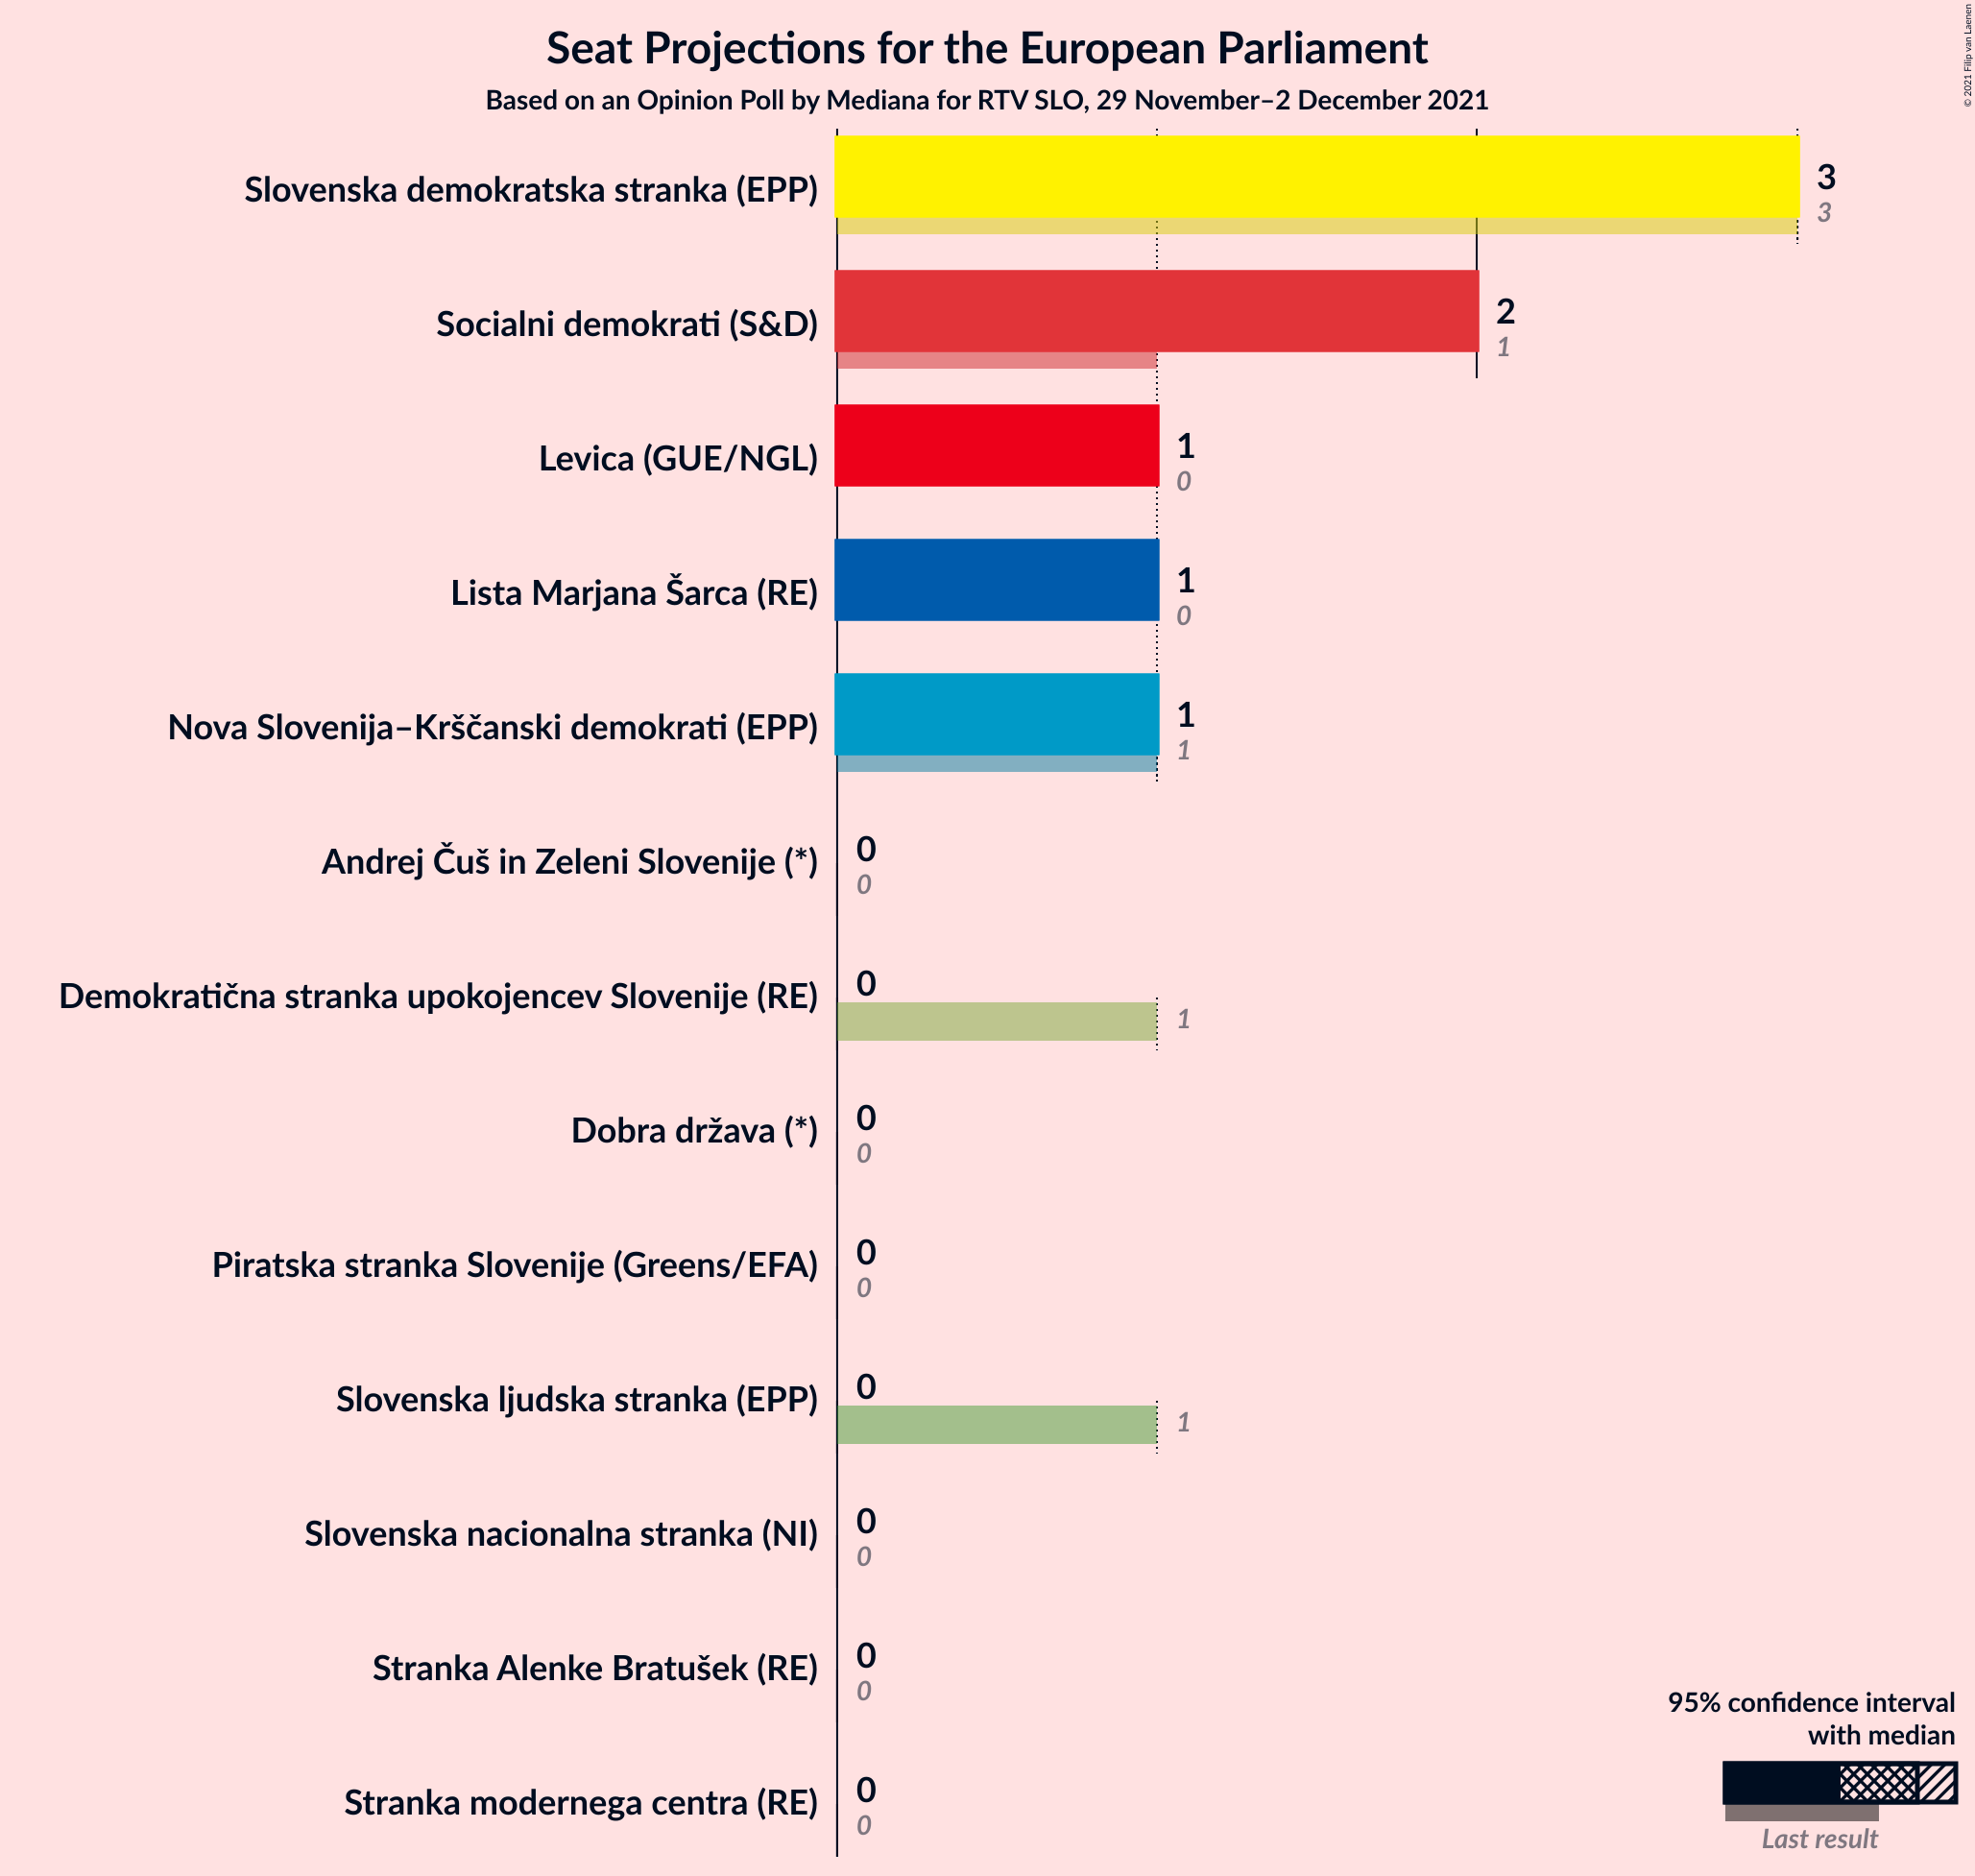 Seat Projections for the European Parliament
Based on an Opinion Poll by Mediana for RTV SLO, 29 November–2 December 2021
© 2021 Filip van Laenen
Slovenska demokratska stranka (EPP)
3
3
Socialni demokrati (S&D)
2
1
Levica (GUE/NGL)
1
0
Lista Marjana Šarca (RE)
1
0
Nova Slovenija–Krščanski demokrati (EPP)
1
1
Andrej Čuš in Zeleni Slovenije (*)
0
0
Demokratična stranka upokojencev Slovenije (RE)
0
1
Dobra država (*)
0
0
Piratska stranka Slovenije (Greens/EFA)
0
0
Slovenska ljudska stranka (EPP)
0
1
Slovenska nacionalna stranka (NI)
0
0
Stranka Alenke Bratušek (RE)
0
0
Stranka modernega centra (RE)
0
0
95% confidence interval
with median
Last result